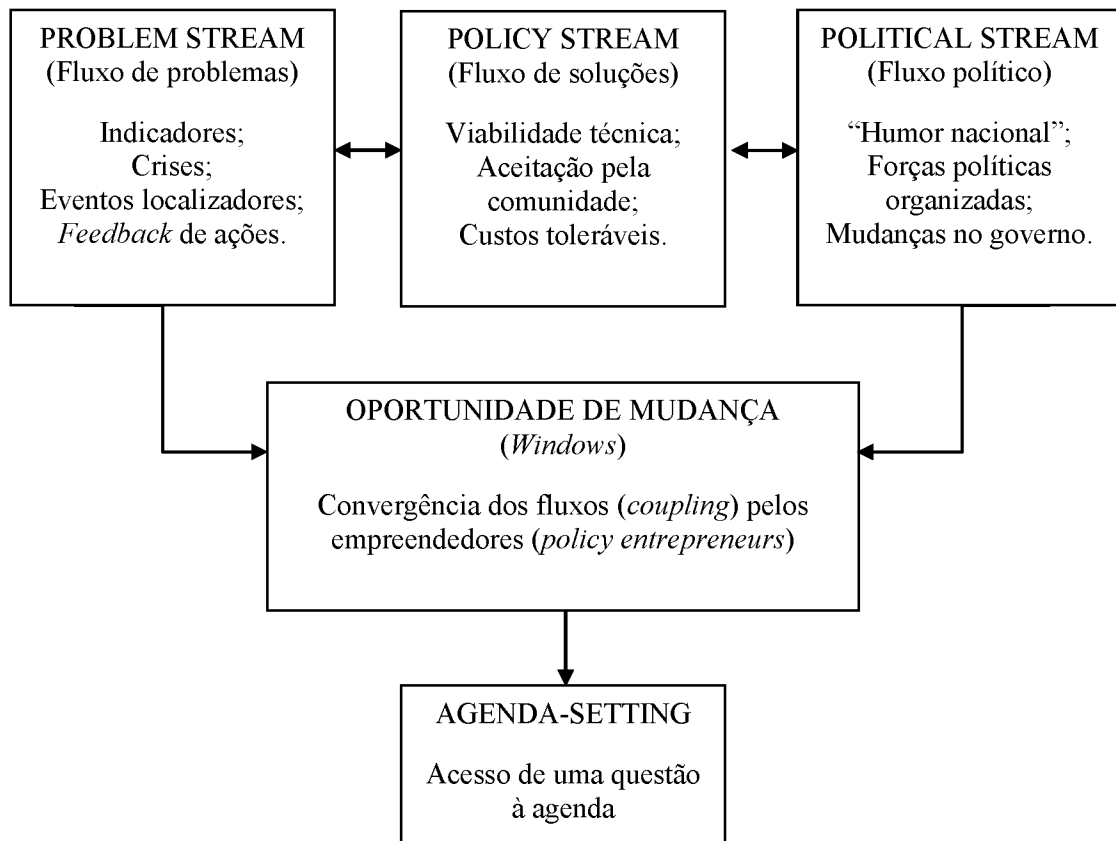 PROBLEM STREAM
(Fluxo de problemas)
Indicadores;
Crises;
Eventos localizadores;
Feedback de ações.
POLICY STREAM
(Fluxo de soluções)
Viabilidade técnica;
Aceitação pela
comunidade;
Custos toleráveis.
POLITICAL STREAM
(Fluxo político)
“Humor nacional”;
Forças políticas
organizadas;
Mudanças no governo.
OPORTUNIDADE DE MUDANÇA
(Windows)
Convergência dos fluxos (coupling) pelos
empreendedores (policy entrepreneurs)
AGENDA-SETTING
Acesso de uma questão
à agenda